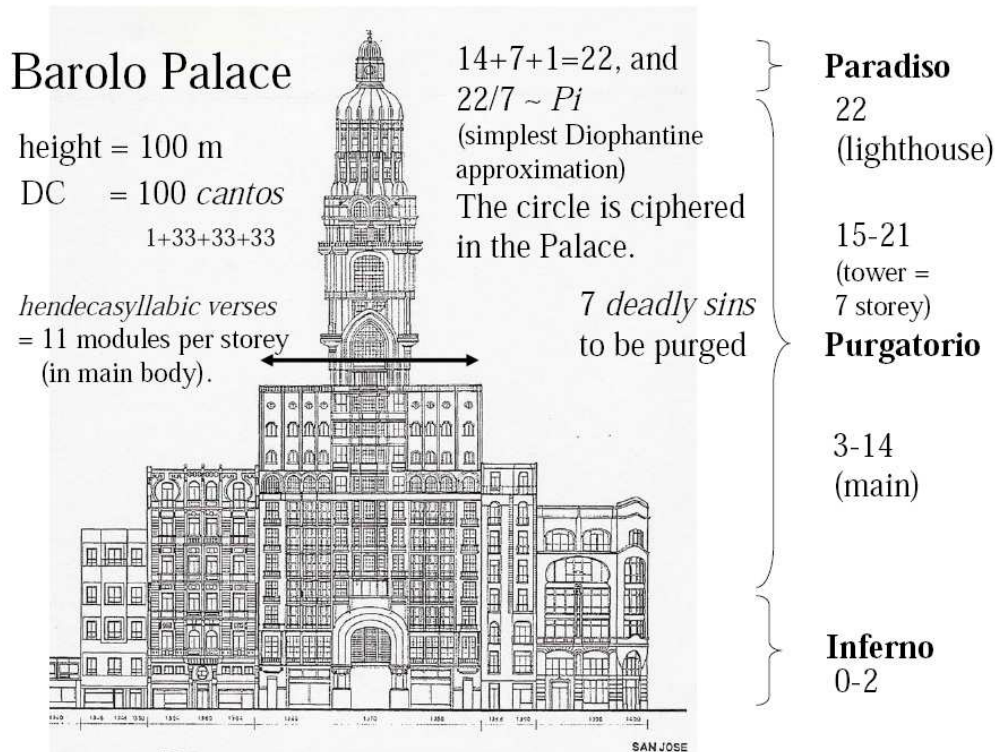 Barolo Palace
height = 100 m
DC = 100 cantos
1+33+33+33
hendecasyllabic verses
= 11 modules per storey
(in main body).
14+7+1=22, and
22/7 ~ Pi
(simplest Diophantine
approximation)
The circle is ciphered
in the Palace.
7 deadly sins
to be purged
Paradiso
22
(lighthouse)
15-21
(tower =
7 storey)
Purgatorio
3-14
(main)
Inferno
0-2
1370
SAN JOSE